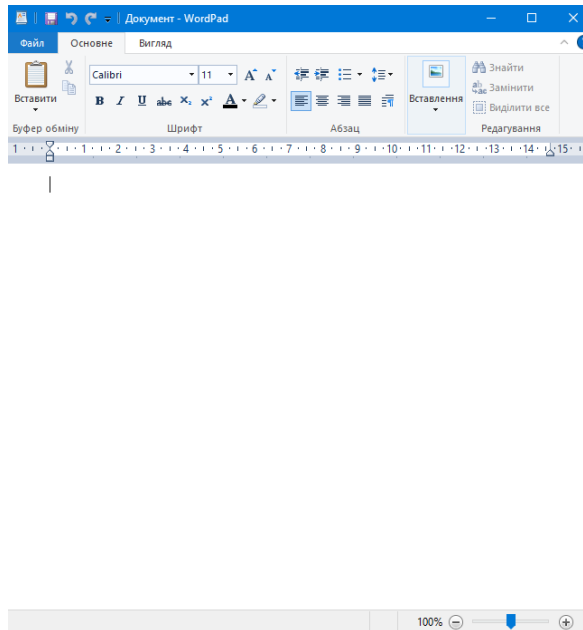 Документ - WordPad
Файл Основне Вигляд
Вставити
Calibri 11
Вставлення
Знайти
Замінити
Виділити все
Буфер обміну Шрифт Абзац Редагування
1 1 2 3 4 5 6 7 8 9 10 11 12 13 14 15
100%